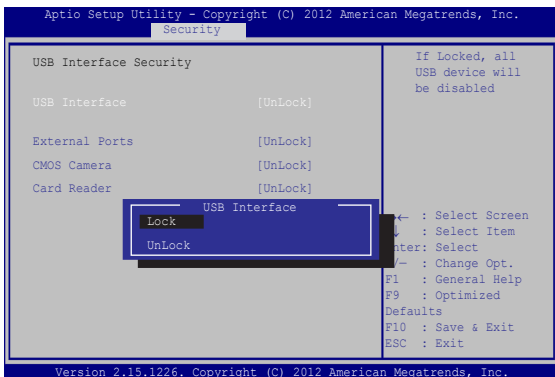 Aptio Setup Utility - Copyright (C) 2012 American Megatrends, Inc.
Security
USB Interface Security
USB Interface [UnLock]
External Ports [UnLock]
CMOS Camera [UnLock]
Card Reader [UnLock]
USB Interface
Lock
UnLock
If Locked, all
USB device will
be disabled
← : Select Screen
↓ : Select Item
nter: Select
/— : Change Opt.
F1 : General Help
F9 : Optimized
Defaults
F10 : Save & Exit
ESC : Exit
Version 2.15.1226. Copyright (C) 2012 American Megatrends, Inc.